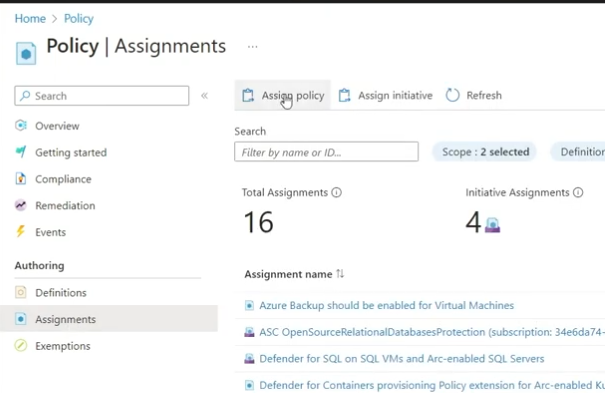 Home > Policy
Policy | Assignments ...
Search «
Overview
Getting started
Compliance
Remediation
Events
Authoring
Definitions
Assignments
Exemptions
Assign policy Assign initiative Refresh
Search
Filter by name or ID...
Scope : 2 selected
Total Assignments
16
Initiative Assignments
4
Assignment name
Azure Backup should be enabled for Virtual Machines
ASC OpenSourceRelationalDatabasesProtection (subscription: 34e6da74-
Defender for SQL on SQL VMs and Arc-enabled SQL Servers
Defender for Containers provisioning Policy extension for Arc-enabled